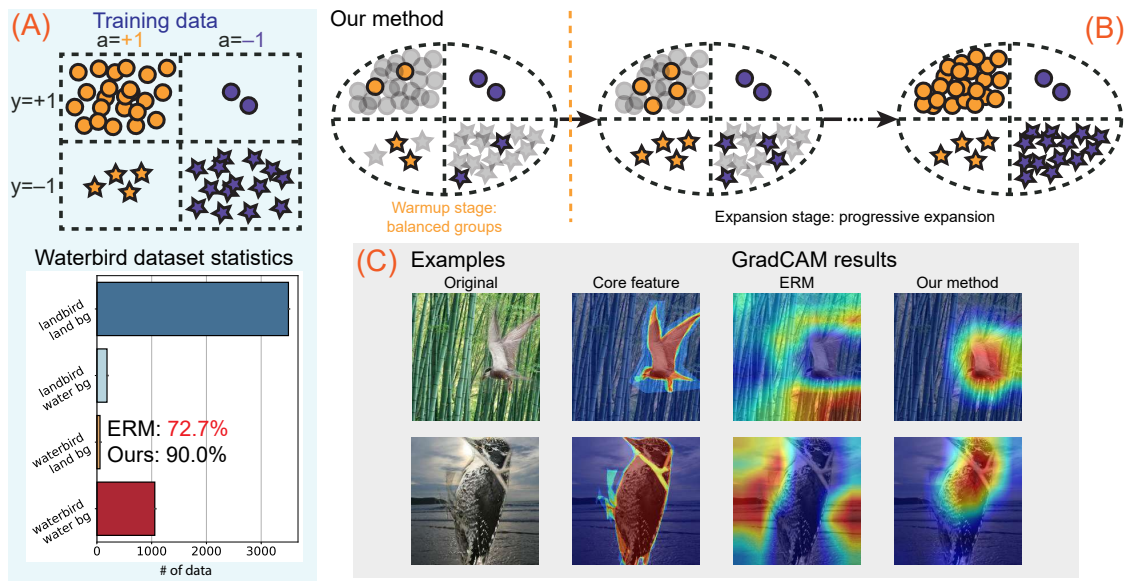 (A)
Training data
a=+1
a=–1
y=+1
y=–1
Waterbird dataset statistics
landbird
land bg
landbird
water bg
waterbird
land bg
waterbird
water bg
ERM: 72.7%
Ours: 90.0%
0
1000
2000
3000
# of data
Our method
(B)
...
Warmup stage:
balanced groups
Expansion stage: progressive expansion
(C)
Examples
GradCAM results
Original
Core feature
ERM
Our method